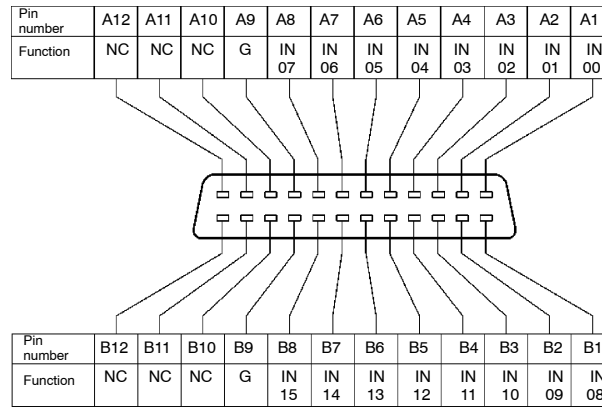 Pin number A12 A11 A10 A9 A8 A7 A6 A5 A4 A3 A2 A1
Function NC NC NC G IN 07 IN 06 IN 05 IN 04 IN 03 IN 02 IN 01 IN 00
Pin number B12 B11 B10 B9 B8 B7 B6 B5 B4 B3 B2 B1
Function NC NC NC G IN 15 IN 14 IN 13 IN 12 IN 11 IN 10 IN 09 IN 08